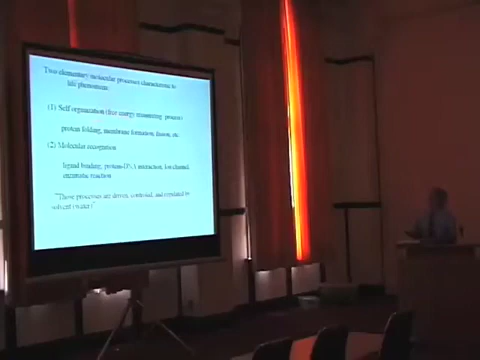 Two elementary molecular processes characteristic to
life phenomena:
(1) Self organization (free energy minimizing process)
protein folding, membrane formation, fusion, etc.
(2) Molecular recognition
ligand binding, protein-DNA interaction, Ion channel
enzymatic reaction
"Those processes are driven, controled, and regulated by
solvent (water)"